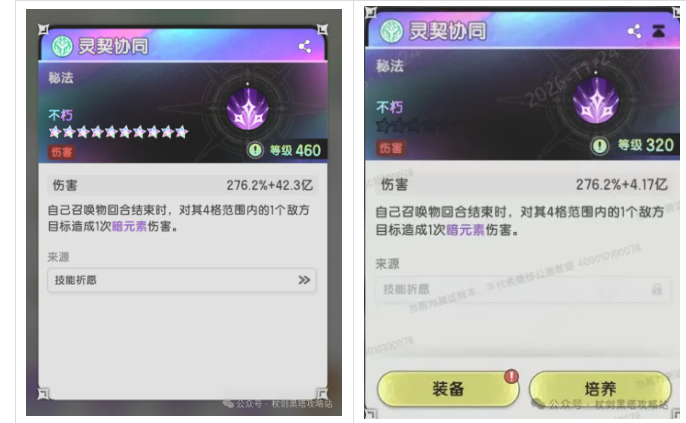 灵契协同
秘法
不朽
伤害
等级 460
伤害 276.2%+42.3亿
自己召唤物回合结束时，对其4格范围内的1个敌方
目标造成1次暗元素伤害。
来源
技能祈愿
公众号·杖剑黑塔攻略站
灵契协同
秘法
不朽
伤害
等级 320
伤害 276.2%+4.17亿
自己召唤物回合结束时，对其4格范围内的1个敌方
目标造成1次暗元素伤害。
来源
技能祈愿
装备
培养
公众号·杖剑黑塔攻略站